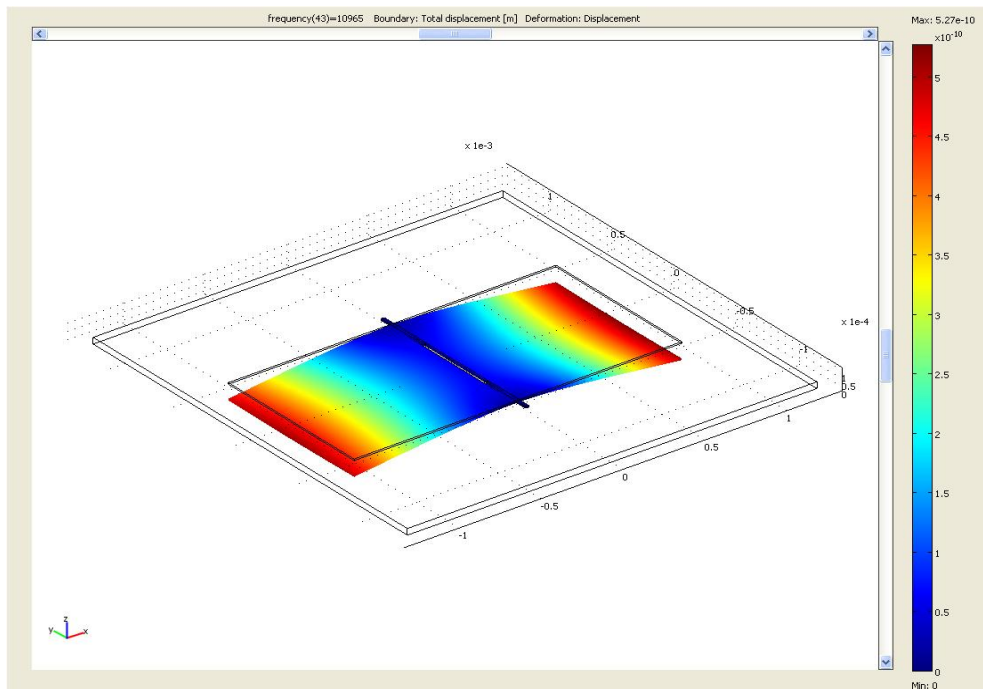 frequency(43)=10965 Boundary: Total displacement [m] Deformation: Displacement
Max: 5.27e-10
x10-10
5
4.5
4
3.5
3
2.5
2
1.5
1
0.5
0
Min: 0
x 1e-3
1
0.5
0
-0.5
-1
x 1e-4
1
0.5
0
1
0.5
0
-0.5
-1
z
y
x